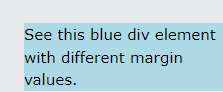 See this blue div element
with different margin
values.